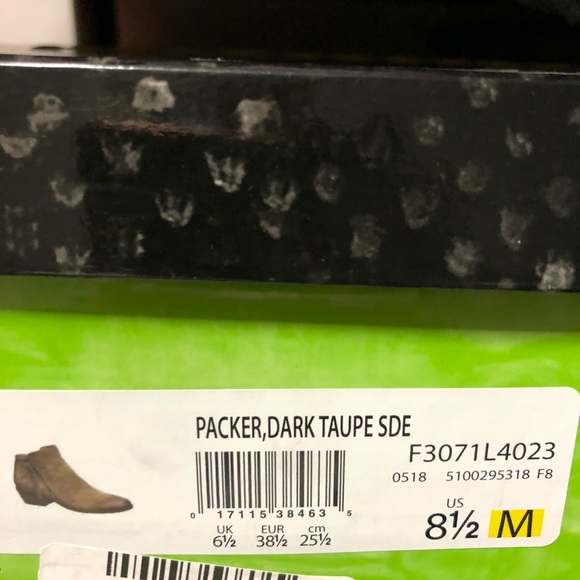 PACKER,DARK TAUPE SDE
F3071L4023
0518 5100295318 F8
0 17115 38463 5
UK EUR cm
6½ 38½ 25½
US
8½ M